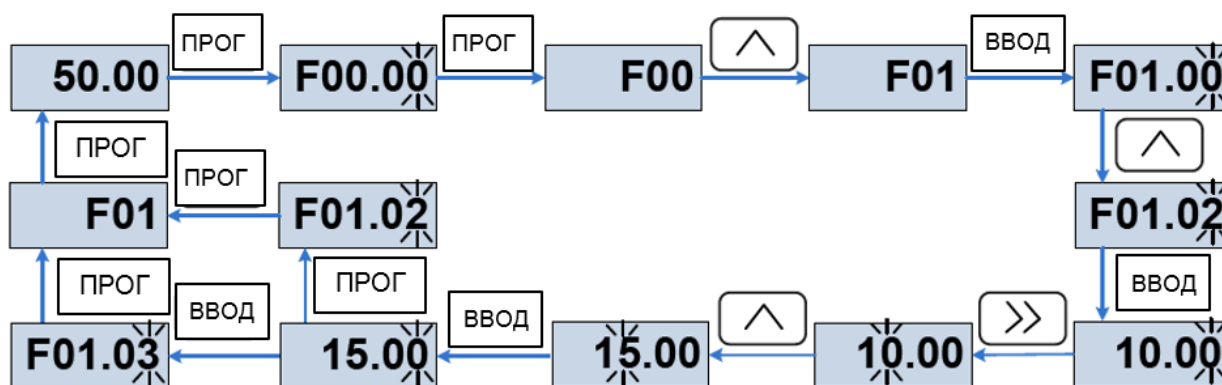 ПРОГ
ПРОГ
ВВОД
50.00
F00.00
F00
F01
F01.00
ПРОГ
ПРОГ
F01
F01.02
F01.02
ПРОГ
ВВОД
ПРОГ
ВВОД
ВВОД
F01.03
15.00
15.00
10.00
10.00